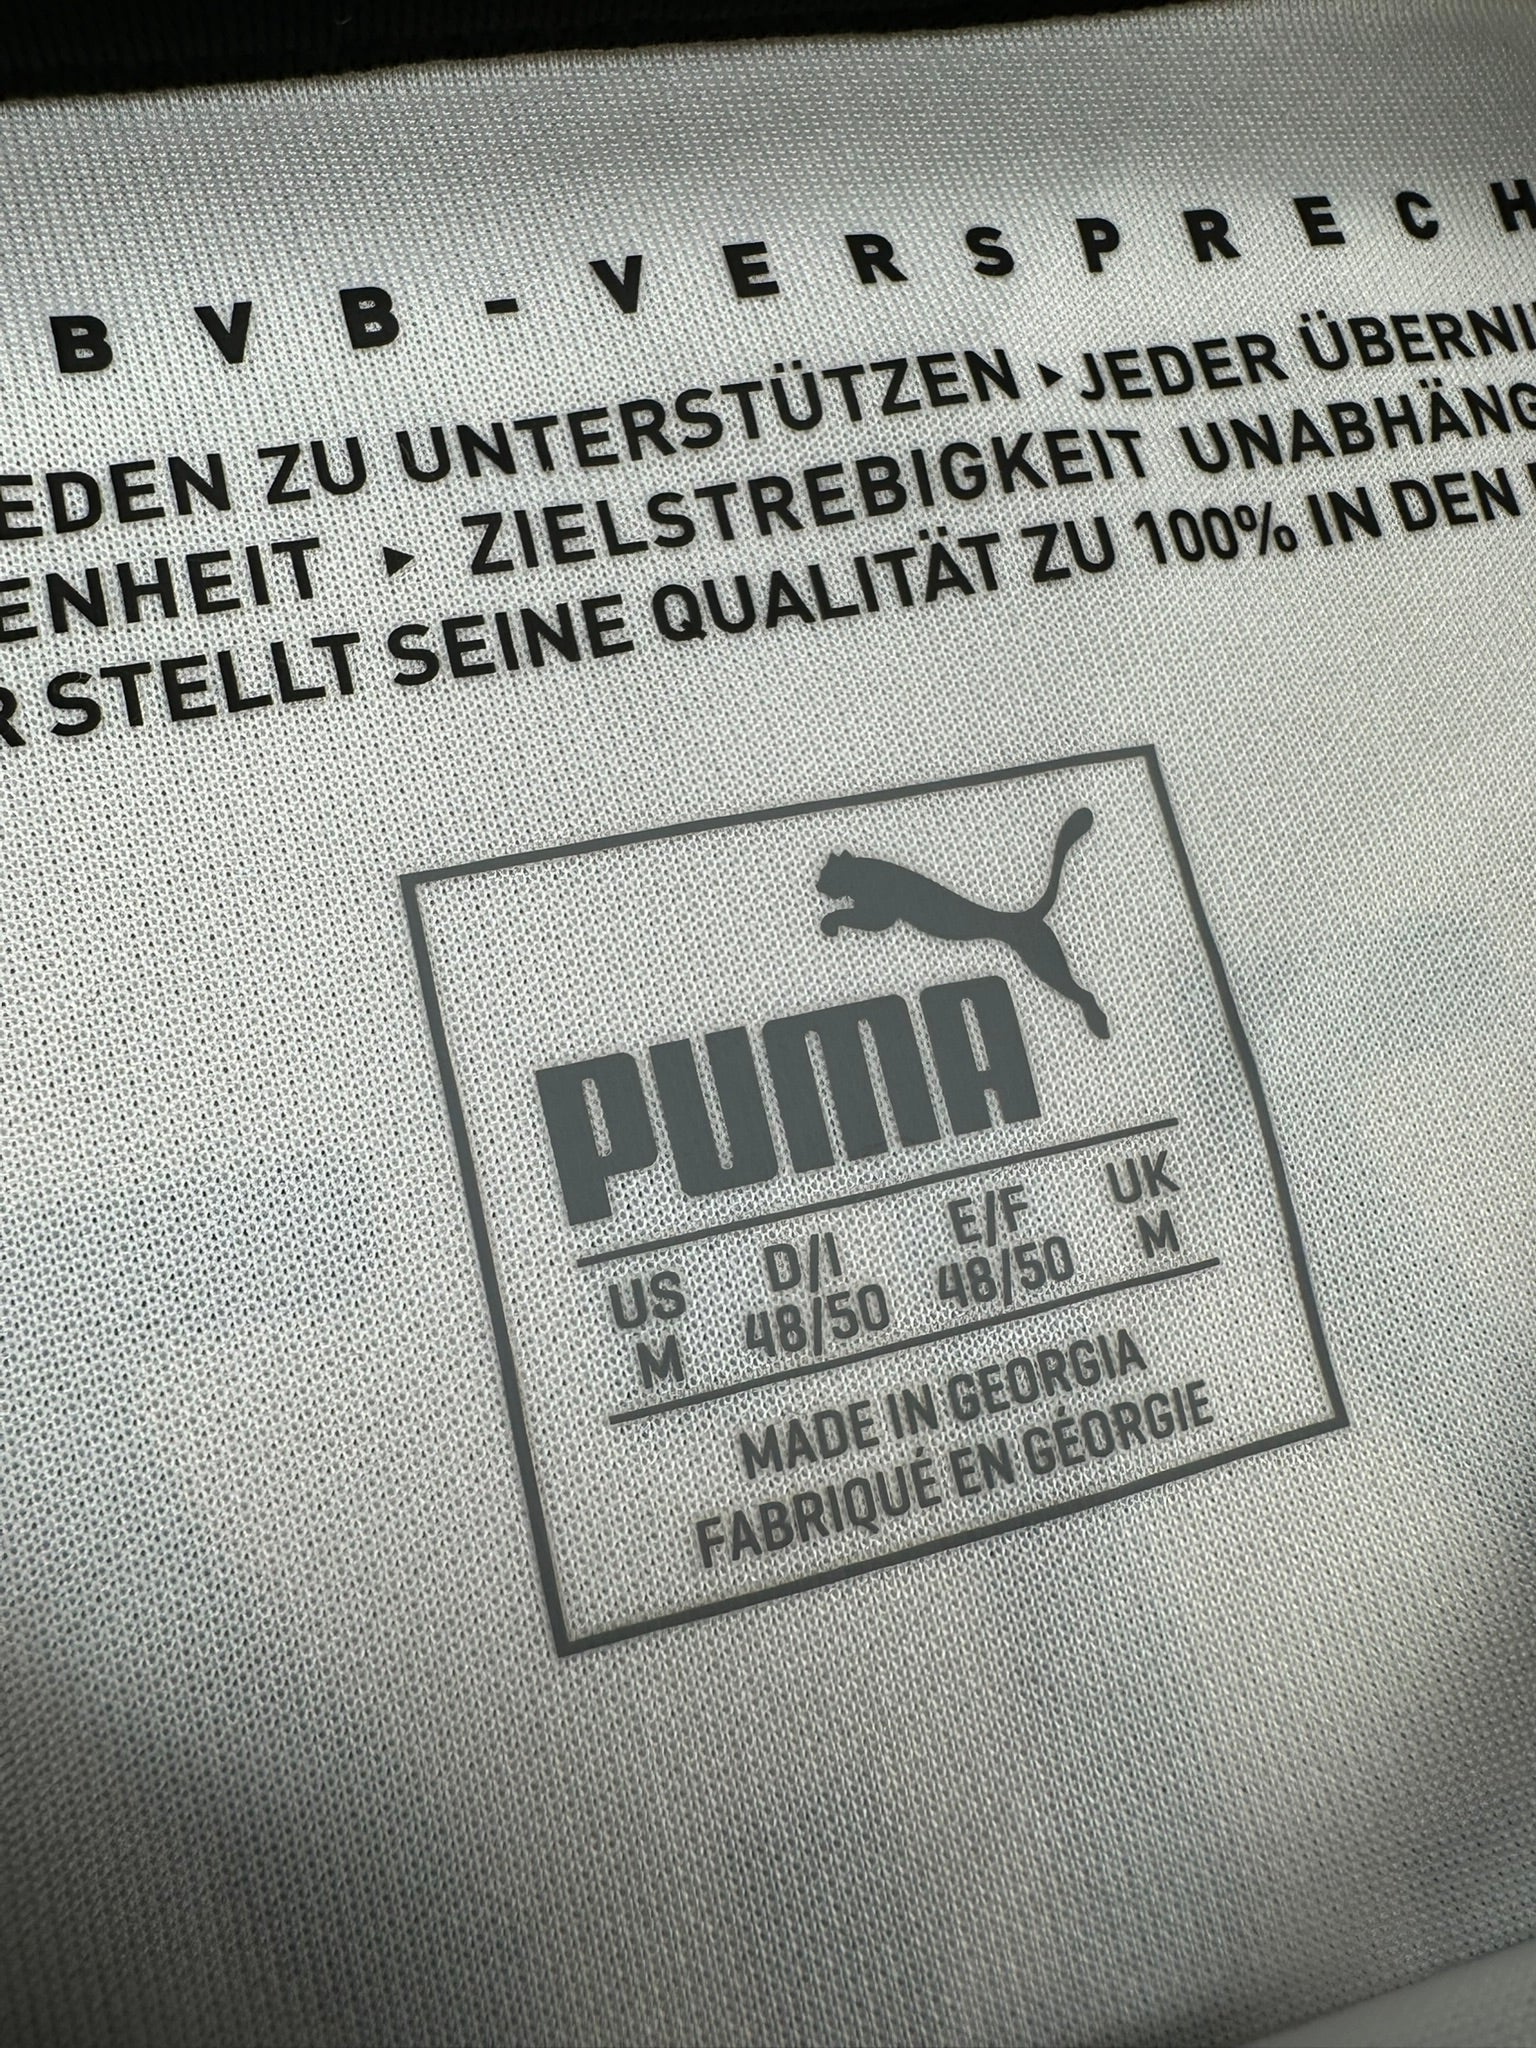 BVB-VERSPRECH
EDEN ZU UNTERSTÜTZEN ▸ JEDER ÜBERNI
ENHEIT ▸ ZIELSTREBIGKEIT UNABHÄNG
R STELLT SEINE QUALITÄT ZU 100% IN DEN
PUMA
US D/I E/F UK
M 48/50 48/50 M
MADE IN GEORGIA
FABRIQUÉ EN GÉORGIE